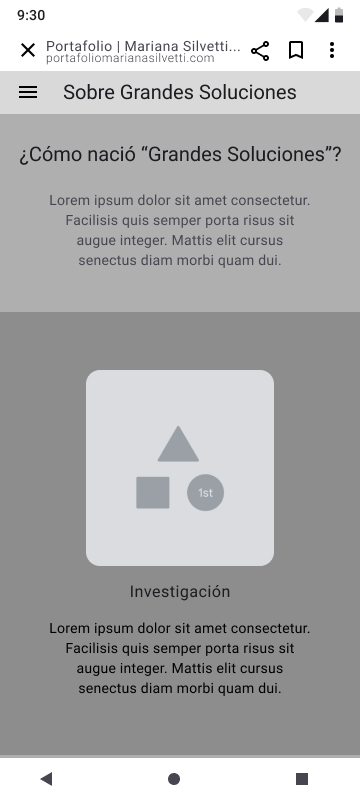 9:30
Portafolio | Mariana Silvetti...
portafoliomarianasilvetti.com
Sobre Grandes Soluciones
¿Cómo nació “Grandes Soluciones”?
Lorem ipsum dolor sit amet consectetur.
Facilisis quis semper porta risus sit
augue integer. Mattis elit cursus
senectus diam morbi quam dui.
1st
Investigación
Lorem ipsum dolor sit amet consectetur.
Facilisis quis semper porta risus sit
augue integer. Mattis elit cursus
senectus diam morbi quam dui.